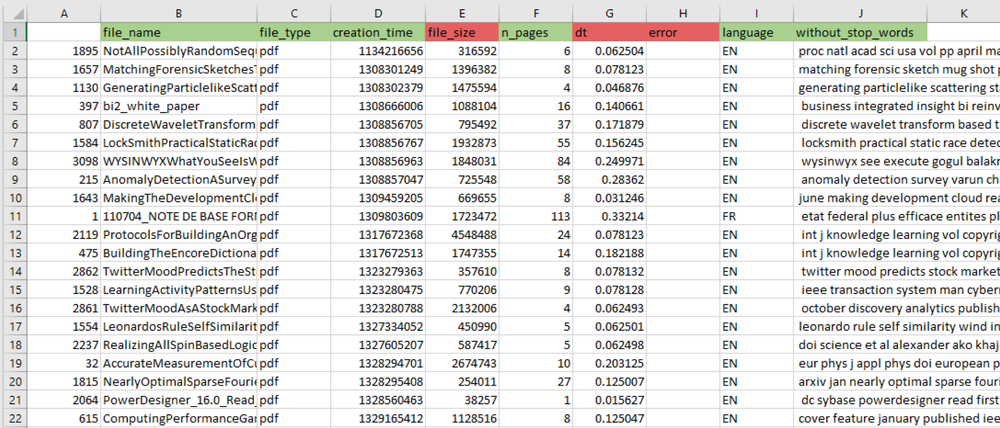 A B C D E F G H I J K
1 file_name file_type creation_time file_size n_pages dt error language without_stop_words
2 1895 NotAllPossiblyRandomSeq pdf 1134216656 316592 6 0.062504 EN proc natl acad sci usa vol pp april ma
3 1657 MatchingForensicSketches pdf 1308301249 1396382 8 0.078123 EN matching forensic sketch mug shot p
4 1130 GeneratingParticlelikeScatt pdf 1308302379 1475594 4 0.046876 EN generating particlelike scattering st
5 397 bi2_white_paper pdf 1308666006 1088104 16 0.140661 EN business integrated insight bi reinv
6 807 DiscreteWaveletTransform pdf 1308856705 795492 37 0.171879 EN discrete wavelet transform based t
7 1584 LockSmithPracticalStaticRac pdf 1308856767 1932873 55 0.156245 EN locksmith practical static race detec
8 3098 WYSINWYXWhatYouSeeIsW pdf 1308856963 1848031 84 0.249971 EN wysinwyx see execute gogul balakr
9 215 AnomalyDetectionASurvey pdf 1308857047 725548 58 0.28362 EN anomaly detection survey varun cha
10 1643 MakingTheDevelopmentCl pdf 1309459205 669655 8 0.031246 EN june making development cloud rea
11 1 110704_NOTE DE BASE FOR pdf 1309803609 1723472 113 0.33214 FR etat federal plus efficace entites pl
12 2119 ProtocolsForBuildingAnOrg pdf 1317672368 4548488 24 0.078123 EN int j knowledge learning vol copyrig
13 475 BuildingTheEncoreDictiona pdf 1317672513 1747355 14 0.182188 EN int j knowledge learning vol copyrig
14 2862 TwitterMoodPredictsTheSt pdf 1323279363 357610 8 0.078132 EN twitter mood predicts stock market
15 1528 LearningActivityPatternsUs pdf 1323280475 770206 9 0.078128 EN ieee transaction system man cyber
16 2861 TwitterMoodAsAStockMark pdf 1323280788 2132006 4 0.062493 EN october discovery analytics publish
17 1554 LeonardosRuleSelfSimilarit pdf 1327334052 450990 5 0.062501 EN leonardo rule self similarity wind in
18 2237 RealizingAllSpinBasedLogic pdf 1327605207 587417 5 0.062498 EN doi science et al alexander ako khaj
19 32 AccurateMeasurementOfCu pdf 1328294701 2674743 10 0.203125 EN eur phys j appl phys doi european p
20 1815 NearlyOptimalSparseFourie pdf 1328295408 254011 27 0.125007 EN arxiv jan nearly optimal sparse fouri
21 2064 PowerDesigner_16.0_Read_ pdf 1328560463 38257 1 0.015627 EN dc sybase powerdesigner read first
22 615 ComputingPerformanceGar pdf 1329165412 1128516 8 0.125047 EN cover feature january published iee